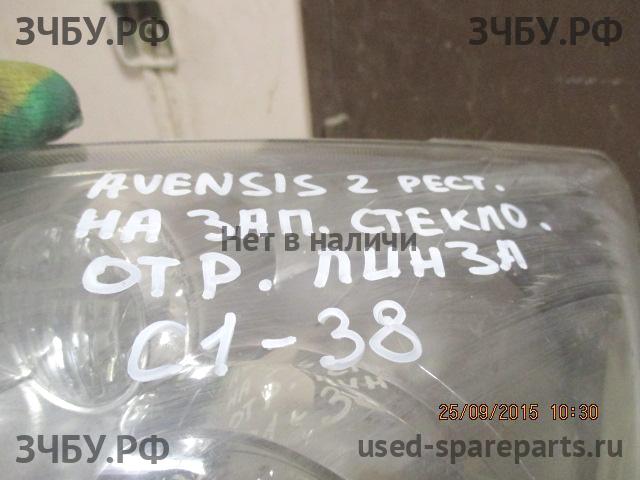 ЗЧБУ.РФ ЗЧБУ.РФ
AVENSIS 2 РЕСТ.
НА ЗАП. СТЕКЛО.
Нет в наличи
ОТР. ЛИНЗА
С1-38
25/09/2015 10:30
ЗЧБУ.РФ used-spareparts.ru